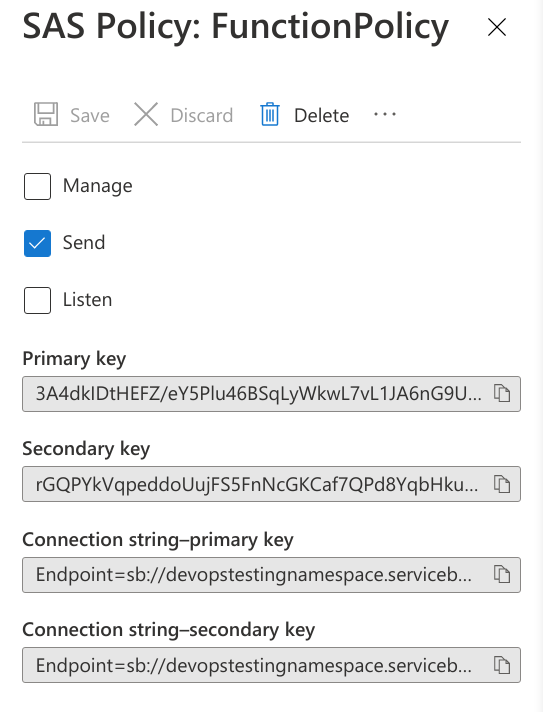 SAS Policy: FunctionPolicy
Save Discard Delete ...
Manage
Send
Listen
Primary key
3A4dkIDtHEFZ/eY5Plu46BSqLyWkwL7vL1JA6nG9U...
Secondary key
rGQPYkVqpeddoUujFS5FnNcGKCaf7QPd8YqbHku...
Connection string–primary key
Endpoint=sb://devopstestingnamespace.serviceb...
Connection string–secondary key
Endpoint=sb://devopstestingnamespace.serviceb...